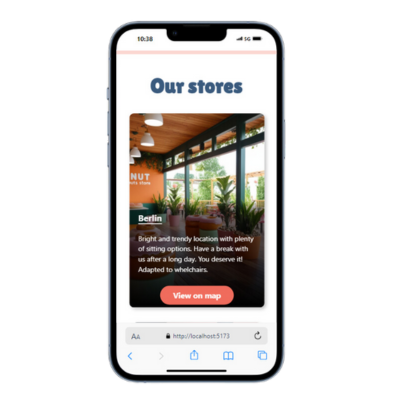 10:38
5G
Our stores
NUT
Berlin
Bright and trendy location with plenty
of sitting options. Have a break with
us after a long day. You deserve it!
Adapted to whelchairs.
View on map
AA
http://localhost:5173